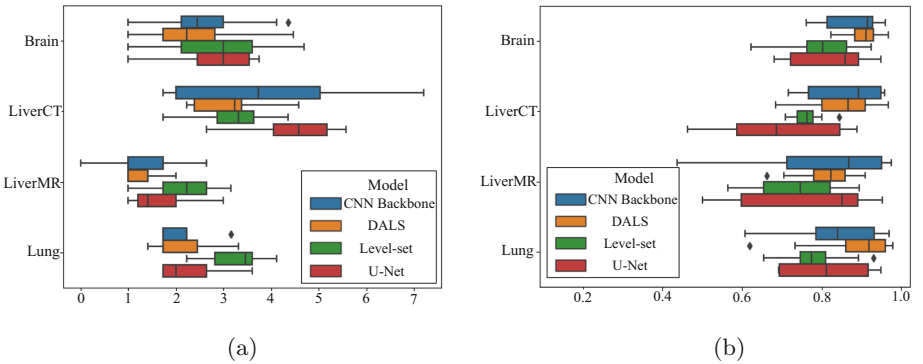 Brain
LiverCT
LiverMR
Lung
Model
CNN Backbone
DALS
Level-set
U-Net
0 1 2 3 4 5 6 7
(a)
Brain
LiverCT
LiverMR
Lung
Model
CNN Backbone
DALS
Level-set
U-Net
0.2 0.4 0.6 0.8 1.0
(b)